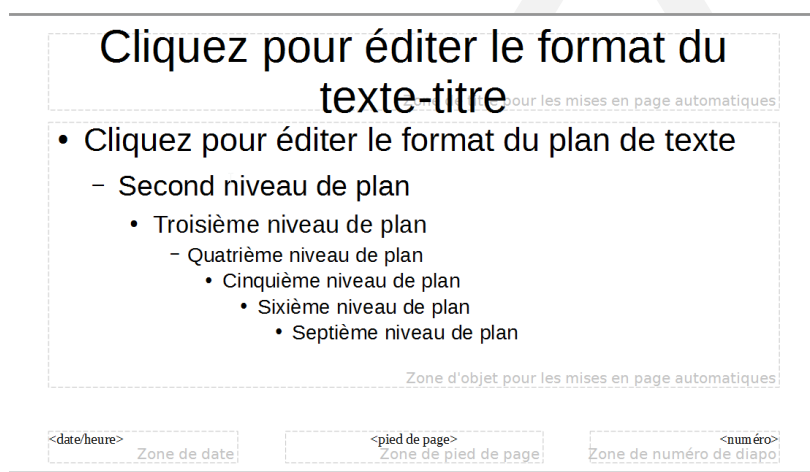 Cliquez pour éditer le format du
texte-titre
Zone de titre pour les mises en page automatiques
• Cliquez pour éditer le format du plan de texte
– Second niveau de plan
• Troisième niveau de plan
– Quatrième niveau de plan
• Cinquième niveau de plan
• Sixième niveau de plan
• Septième niveau de plan
Zone d'objet pour les mises en page automatiques
<date/heure>
Zone de date
<pied de page>
Zone de pied de page
<numéro>
Zone de numéro de diapo